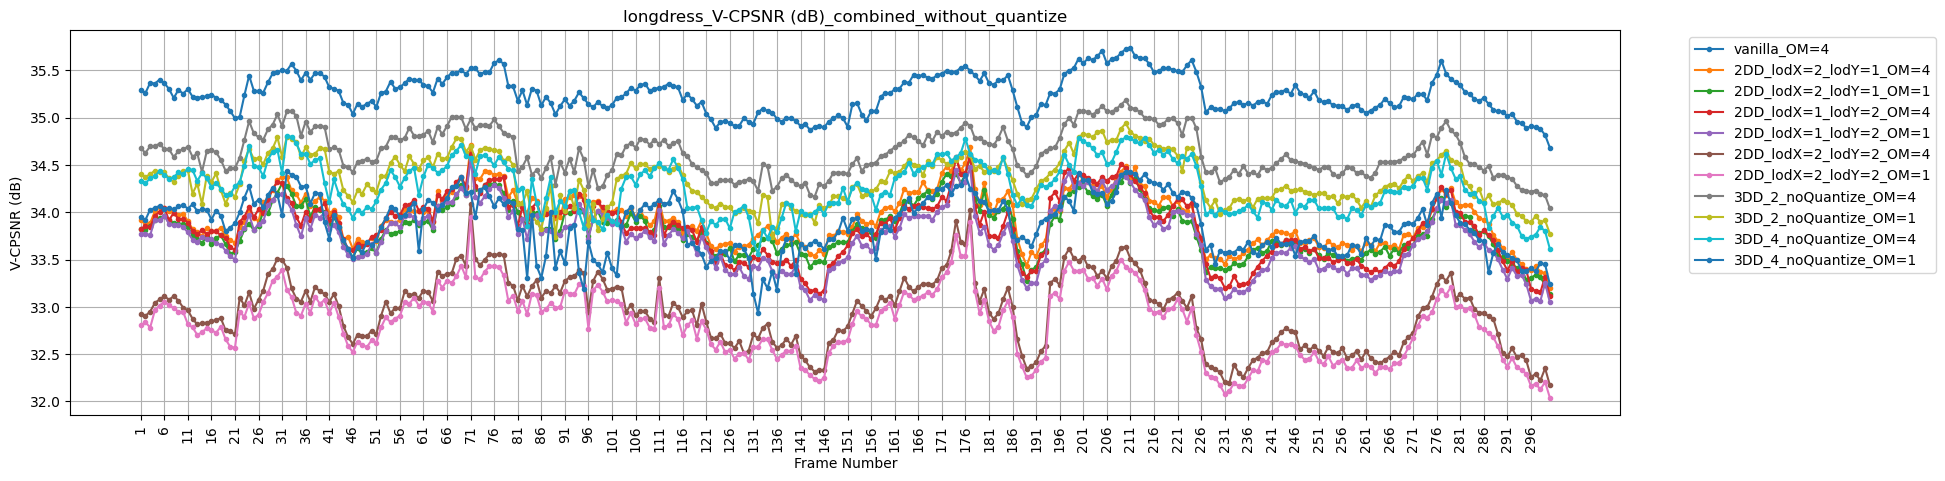 longdress_V-CPSNR (dB)_combined_without_quantize
V-CPSNR (dB)
35.5
35.0
34.5
34.0
33.5
33.0
32.5
32.0
1 6 11 16 21 26 31 36 41 46 51 56 61 66 71 76 81 86 91 96 101 106 111 116 121 126 131 136 141 146 151 156 161 166 171 176 181 186 191 196 201 206 211 216 221 226 231 236 241 246 251 256 261 266 271 276 281 286 291 296
Frame Number
vanilla_OM=4
2DD_lodX=2_lodY=1_OM=4
2DD_lodX=2_lodY=1_OM=1
2DD_lodX=1_lodY=2_OM=4
2DD_lodX=1_lodY=2_OM=1
2DD_lodX=2_lodY=2_OM=4
2DD_lodX=2_lodY=2_OM=1
3DD_2_noQuantize_OM=4
3DD_2_noQuantize_OM=1
3DD_4_noQuantize_OM=4
3DD_4_noQuantize_OM=1